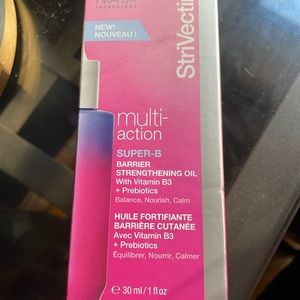 TECHNOLOGY
NEW!
NOUVEAU !
StriVectin
multi-
action
SUPER-B
BARRIER
STRENGTHENING OIL
With Vitamin B3
+ Prebiotics
Balance, Nourish, Calm
HUILE FORTIFIANTE
BARRIÈRE CUTANÉE
Avec Vitamin B3
+ Prebiotics
Équilibrer, Nourrir, Calmer
℮ 30 ml / 1 fl oz